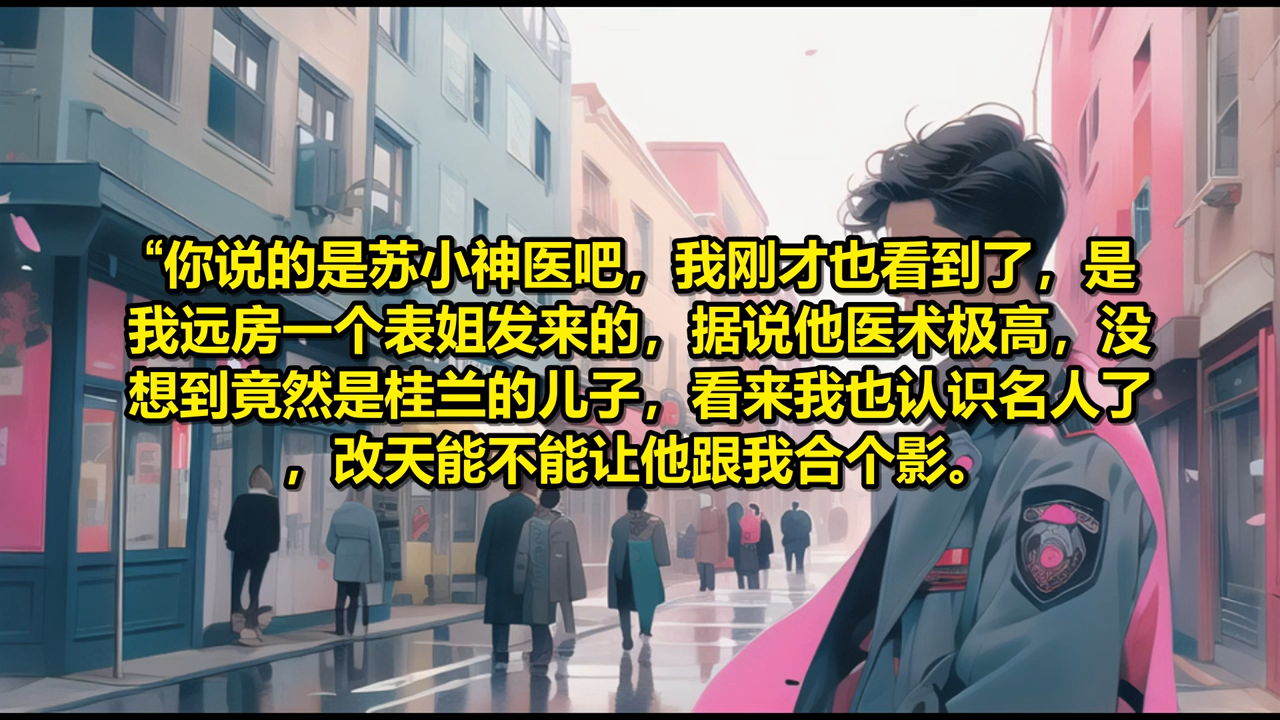 “你说的是苏小神医吧，我刚才也看到了，是
我远房一个表姐发来的，据说他医术极高，没
想到竟然是桂兰的儿子，看来我也认识名人了
，改天能不能让他跟我合个影。